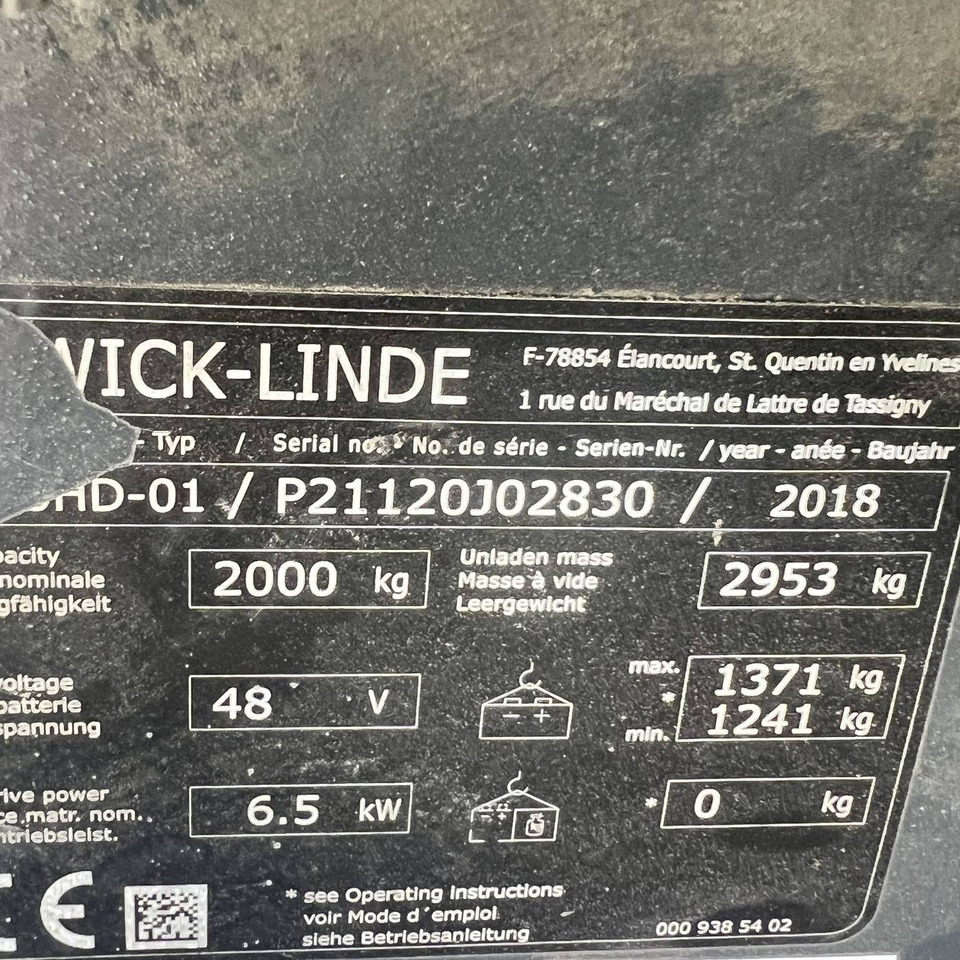 WICK-LINDE
F-78854 Élancourt, St. Quentin en Yvelines
1 rue du Maréchal de Lattre de Tassigny
- Typ / Serial no. - No. de série - Serien-Nr. / year - anée - Baujahr
HD-01 / P21120J02830 / 2018
pacity
nominale
gfähigkeit
2000 kg
Unladen mass
Masse à vide
Leergewicht
2953 kg
voltage
batterie
spannung
48 V
max.
*
min.
1371 kg
1241 kg
rive power
ce.matr. nom.
ntriebsleist.
6.5 kW
* 0 kg
CE
* see Operating Instructions
voir Mode d´emploi
siehe Betriebsanleitung
000 938 54 02